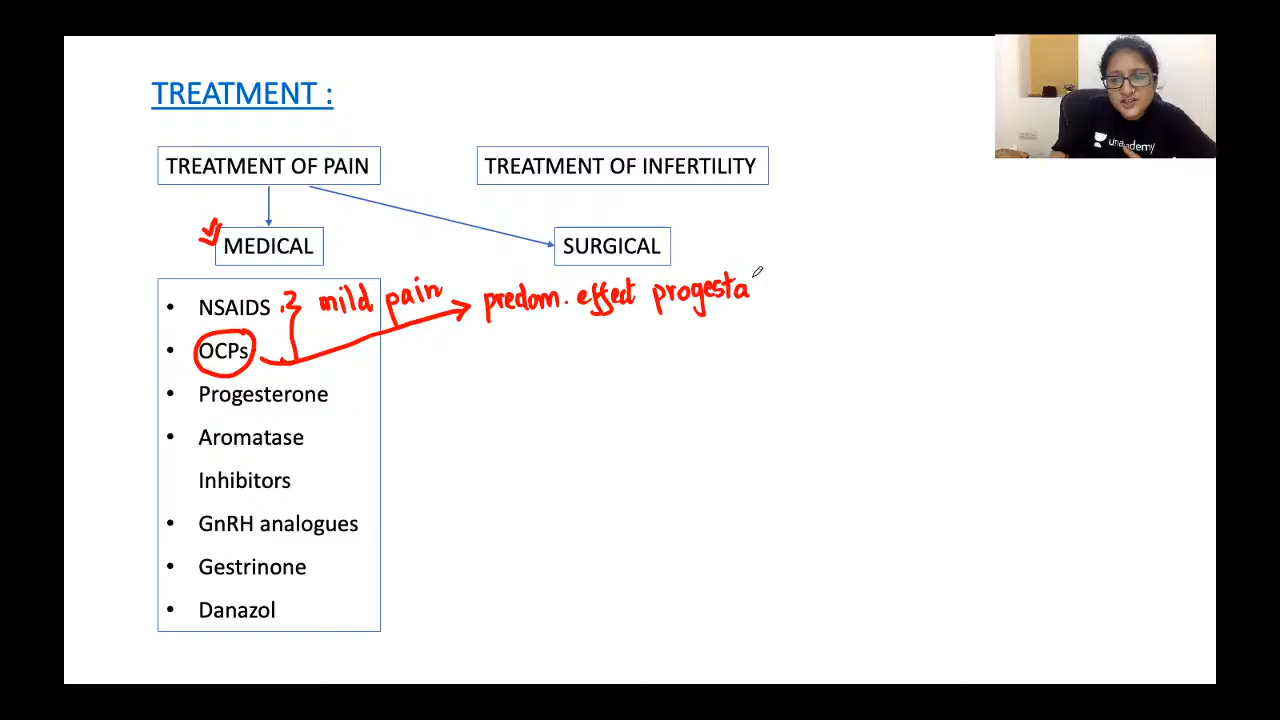 TREATMENT :
TREATMENT OF PAIN
TREATMENT OF INFERTILITY
MEDICAL
SURGICAL
NSAIDS
mild pain
predom. effect progesta
OCPs
Progesterone
Aromatase
Inhibitors
GnRH analogues
Gestrinone
Danazol
unacademy